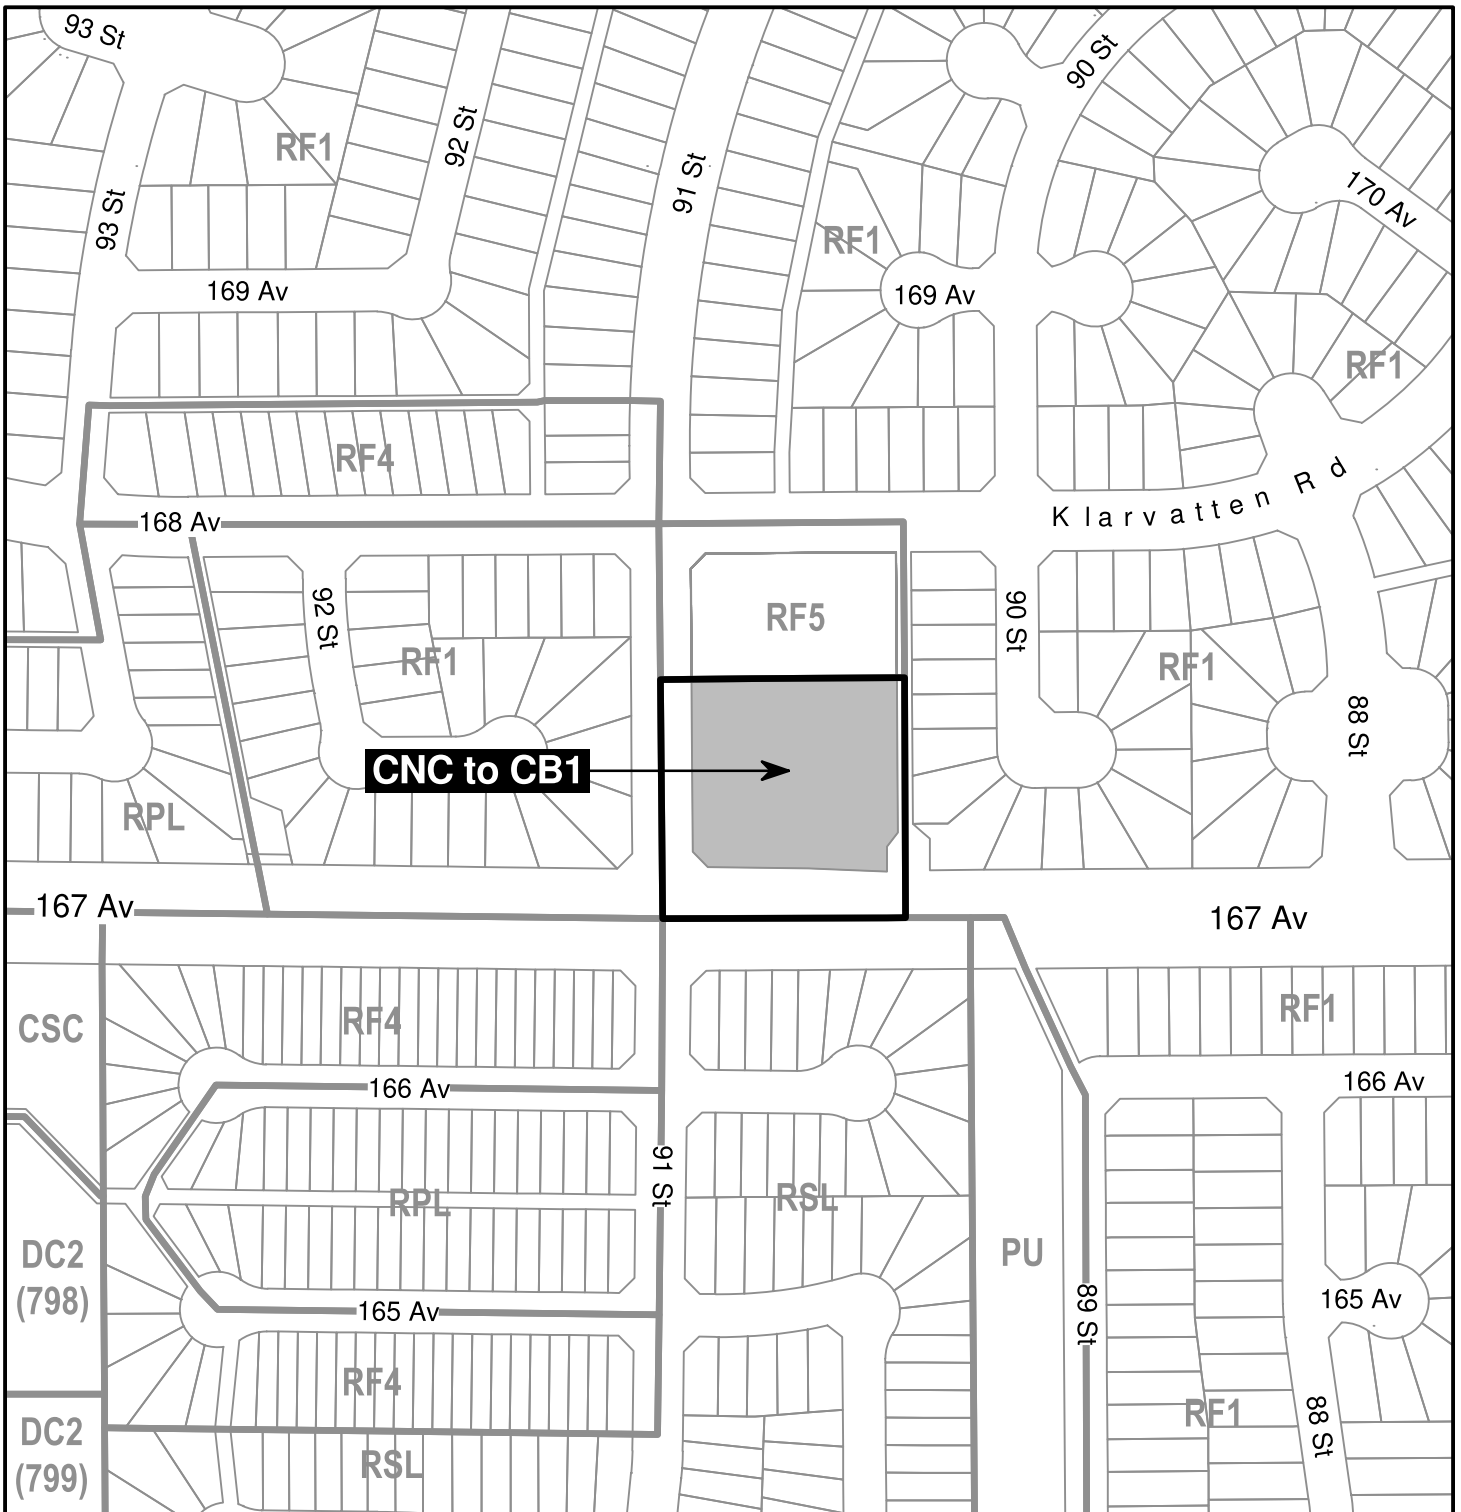 93 St
90 St
92 St
RF1
91 St
170 Av
93 St
RF1
169 Av
169 Av
RF1
RF4
Klarvatten Rd
168 Av
RF5
92 St
90 St
RF1
RF1
88 St
CNC to CB1
RPL
167 Av
167 Av
RF1
RF4
CSC
166 Av
166 Av
91 St
RPL
RSL
PU
DC2
(798)
165 Av
165 Av
89 St
RF4
RF1
88 St
DC2
(799)
RSL